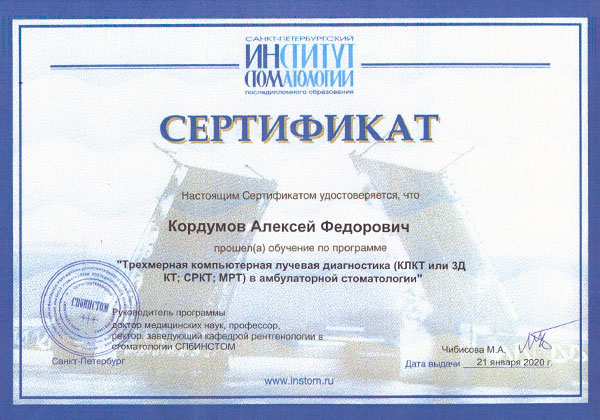 САНКТ-ПЕТЕРБУРГСКИЙ
ИНСТИТУТ
СТОМАТОЛОГИИ
последипломного образования
СЕРТИФИКАТ
Настоящим Сертификатом удостоверяется, что
Кордумов Алексей Федорович
прошел(а) обучение по программе
"Трехмерная компьютерная лучевая диагностика (КЛКТ или 3Д
КТ; СРКТ; МРТ) в амбулаторной стоматологии"
СПбИНСТОМ
Руководитель программы
доктор медицинских наук, профессор,
ректор, заведующий кафедрой рентгенологии в
стоматологии СПбИНСТОМ
Чибисова М.А.
Санкт-Петербург
Дата выдачи 21 января 2020 г.
www.instom.ru